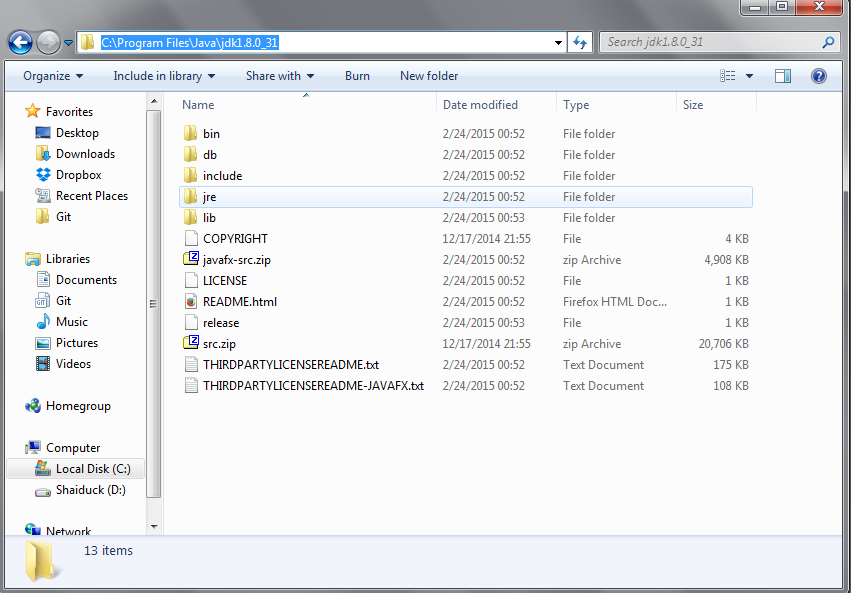 C:\Program Files\Java\jdk1.8.0_31
Search jdk1.8.0_31
Organize Include in library Share with Burn New folder
Favorites
Desktop
Downloads
Dropbox
Recent Places
Git
Libraries
Documents
Git
Music
Pictures
Videos
Homegroup
Computer
Local Disk (C:)
Shaiduck (D:)
Network
Name Date modified Type Size
bin 2/24/2015 00:52 File folder
db 2/24/2015 00:52 File folder
include 2/24/2015 00:52 File folder
jre 2/24/2015 00:52 File folder
lib 2/24/2015 00:53 File folder
COPYRIGHT 12/17/2014 21:55 File 4 KB
javafx-src.zip 2/24/2015 00:52 zip Archive 4,908 KB
LICENSE 2/24/2015 00:52 File 1 KB
README.html 2/24/2015 00:52 Firefox HTML Doc... 1 KB
release 2/24/2015 00:53 File 1 KB
src.zip 12/17/2014 21:55 zip Archive 20,706 KB
THIRDPARTYLICENSEREADME.txt 2/24/2015 00:52 Text Document 175 KB
THIRDPARTYLICENSEREADME-JAVAFX.txt 2/24/2015 00:52 Text Document 108 KB
13 items